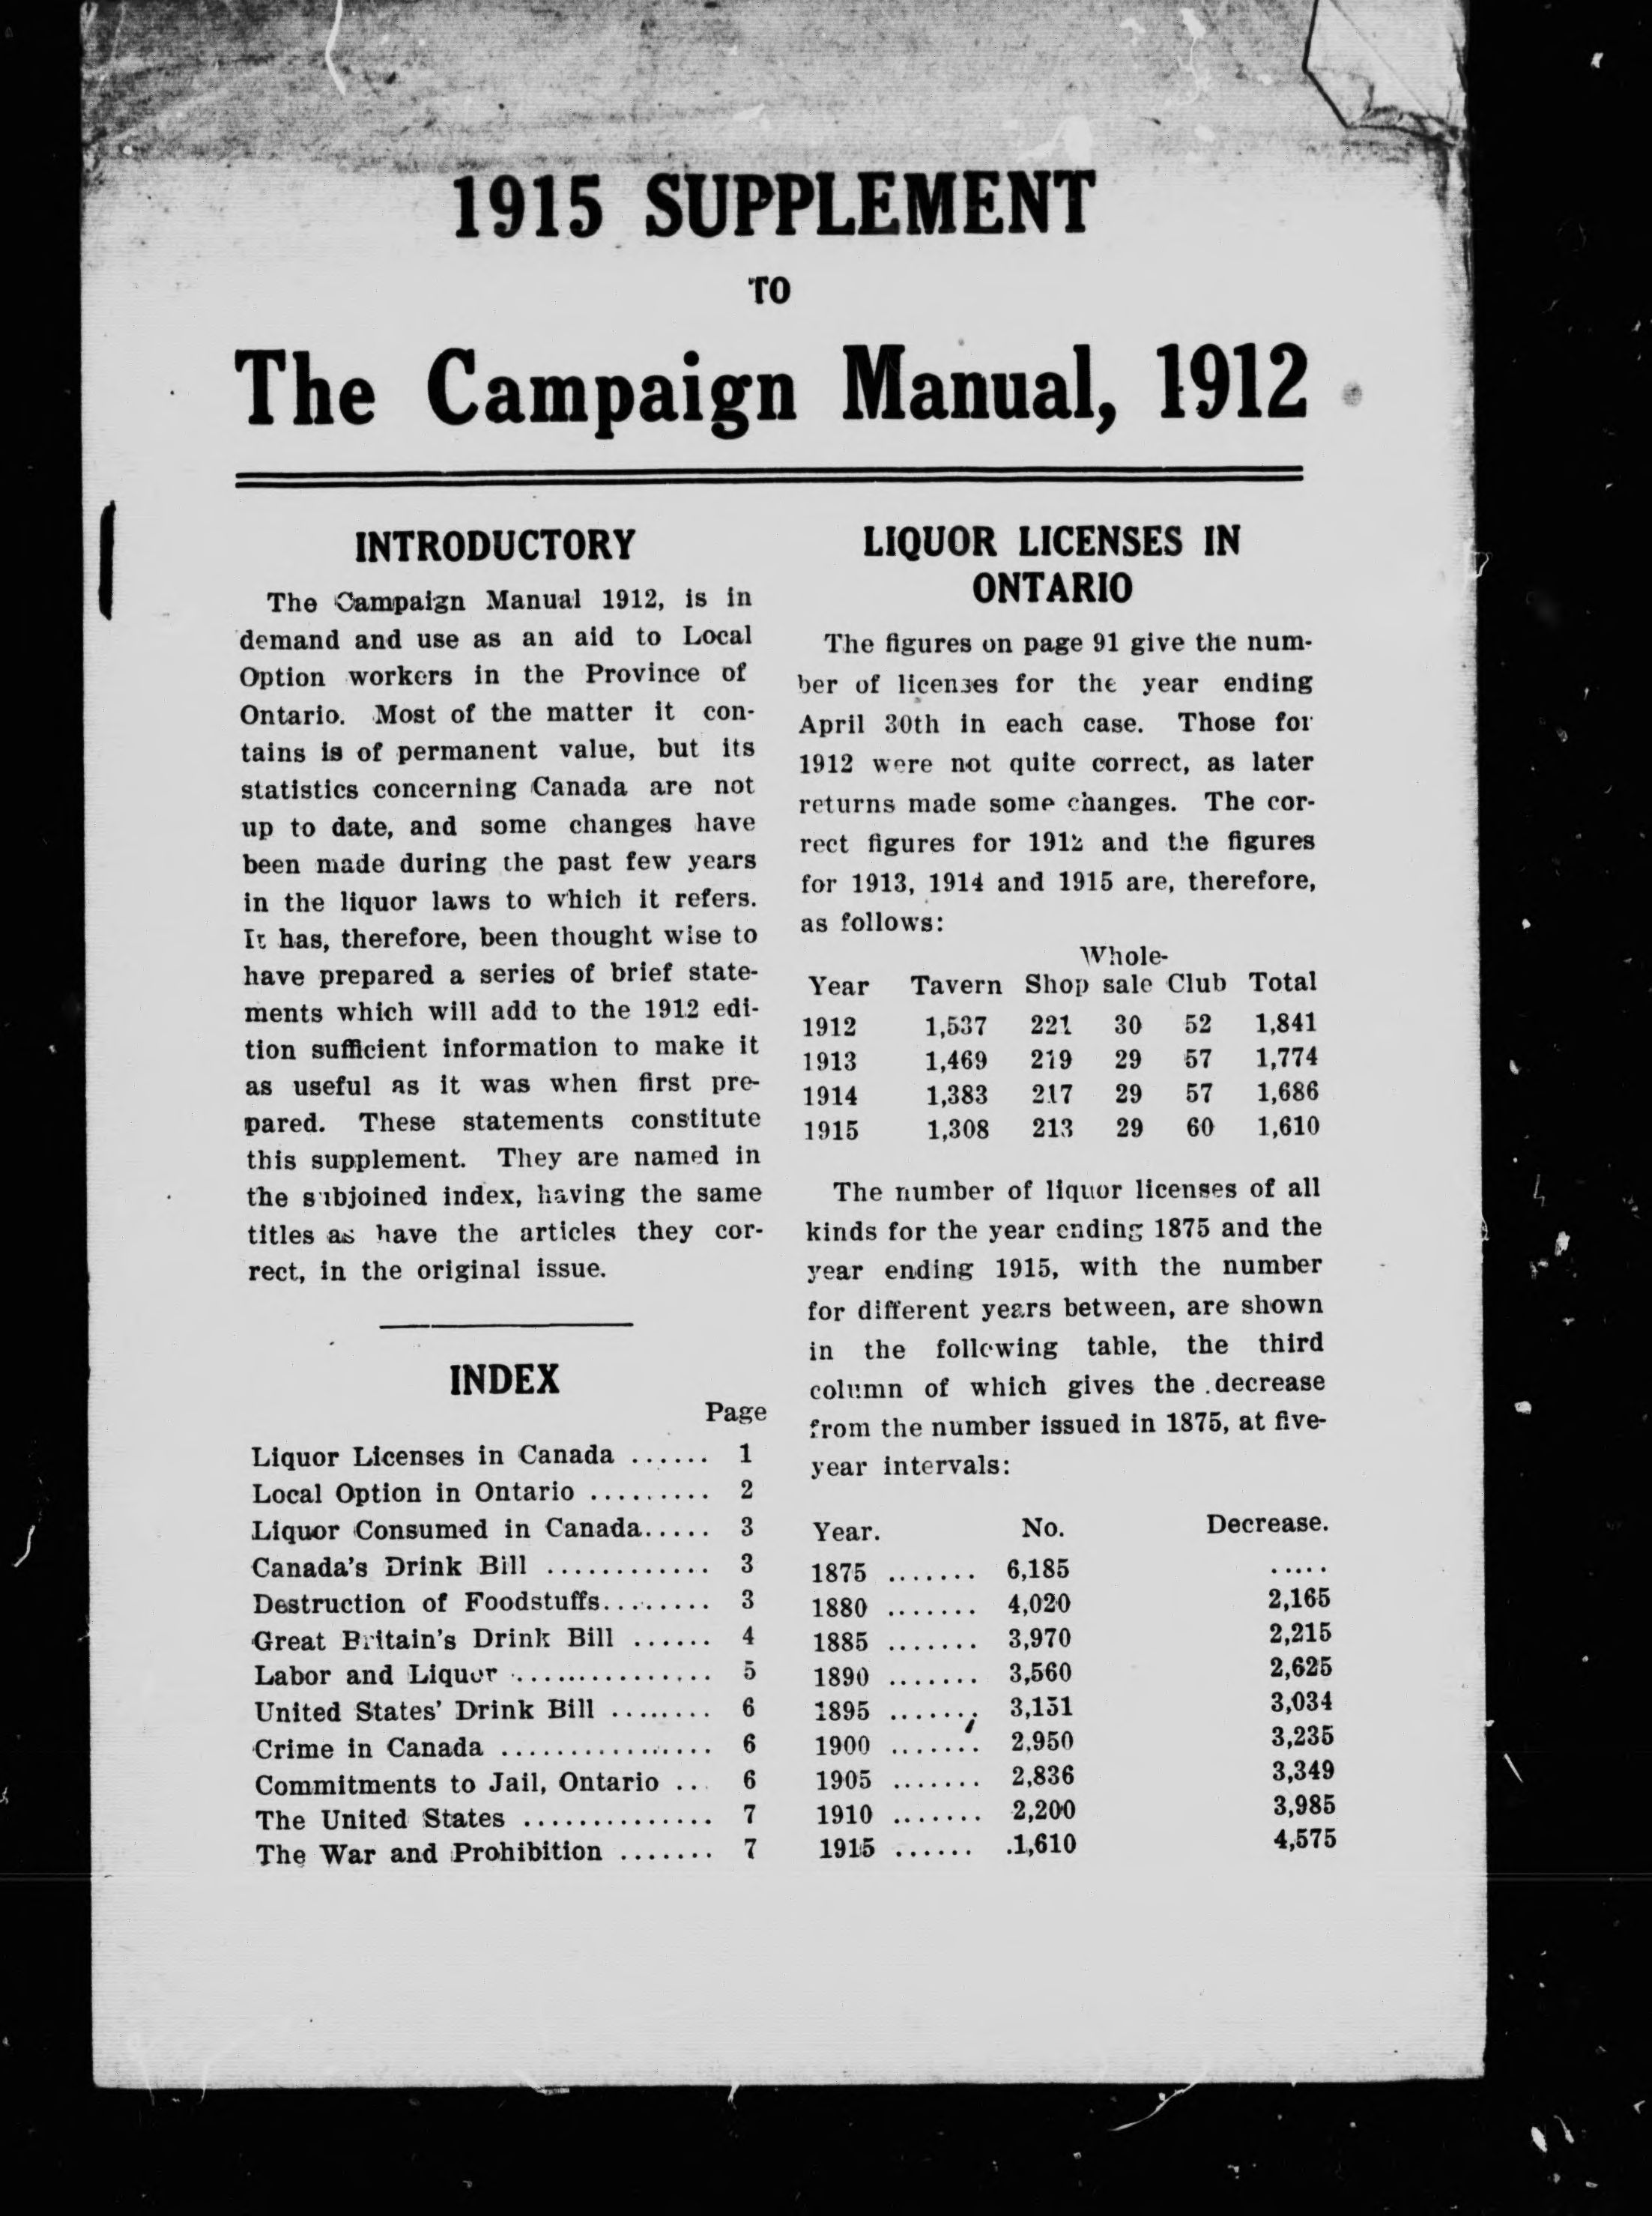 1915 SUPPLEMENT
TO
The Campaign Manual, 1912
INTRODUCTORY
The Campaign Manual 1912, is in
demand and use as an aid to Local
Option workers in the Province of
Ontario. Most of the matter it con-
tains is of permanent value, but its
statistics concerning Canada are not
up to date, and some changes have
been made during the past few years
in the liquor laws to which it refers.
It has, therefore, been thought wise to
have prepared a series of brief state-
ments which will add to the 1912 edi-
tion sufficient information to make it
as useful as it was when first pre-
pared. These statements constitute
this supplement. They are named in
the subjoined index, having the same
titles as have the articles they cor-
rect, in the original issue.
INDEX
Page
Liquor Licenses in Canada ...... 1
Local Option in Ontario ......... 2
Liquor Consumed in Canada..... 3
Canada's Drink Bill ............ 3
Destruction of Foodstuffs........ 3
Great Britain's Drink Bill ...... 4
Labor and Liquor ............... 5
United States' Drink Bill ........ 6
Crime in Canada ................ 6
Commitments to Jail, Ontario ... 6
The United States .............. 7
The War and Prohibition ....... 7
LIQUOR LICENSES IN
ONTARIO
The figures on page 91 give the num-
ber of licenses for the year ending
April 30th in each case. Those for
1912 were not quite correct, as later
returns made some changes. The cor-
rect figures for 1912 and the figures
for 1913, 1914 and 1915 are, therefore,
as follows:
Whole-
Year Tavern Shop sale Club Total
1912 1,537 221 30 52 1,841
1913 1,469 219 29 57 1,774
1914 1,383 217 29 57 1,686
1915 1,308 213 29 60 1,610
The number of liquor licenses of all
kinds for the year ending 1875 and the
year ending 1915, with the number
for different years between, are shown
in the following table, the third
column of which gives the decrease
from the number issued in 1875, at five-
year intervals:
Year. No. Decrease.
1875 ....... 6,185 .....
1880 ....... 4,020 2,165
1885 ....... 3,970 2,215
1890 ....... 3,560 2,625
1895 ....... 3,151 3,034
1900 ....... 2,950 3,235
1905 ....... 2,836 3,349
1910 ....... 2,200 3,985
1915 ...... .1,610 4,575